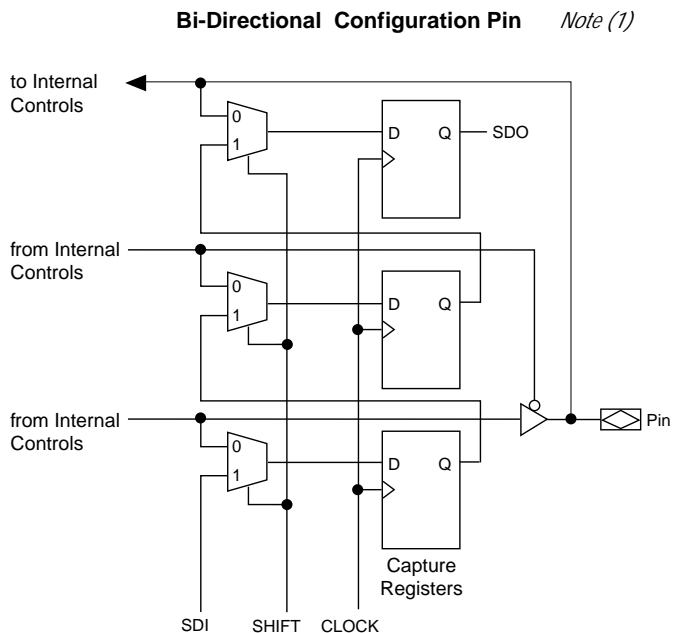 Bi-Directional Configuration Pin Note (1)
to Internal
Controls
0
1
D Q
SDO
from Internal
Controls
0
1
D Q
from Internal
Controls
0
1
D Q
Pin
Capture
Registers
SDI SHIFT CLOCK